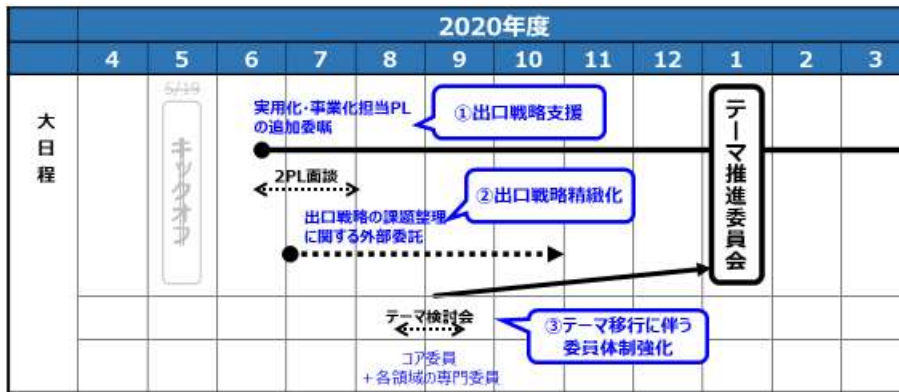 2020年度
4 5 6 7 8 9 10 11 12 1 2 3
大日程
5/19
キックオフ
実用化・事業化担当PL
の追加委嘱
①出口戦略支援
テーマ推進委員会
2PL面談
②出口戦略精緻化
出口戦略の課題整理
に関する外部委託
テーマ検討会
③テーマ移行に伴う
委員体制強化
コア委員
＋各領域の専門委員